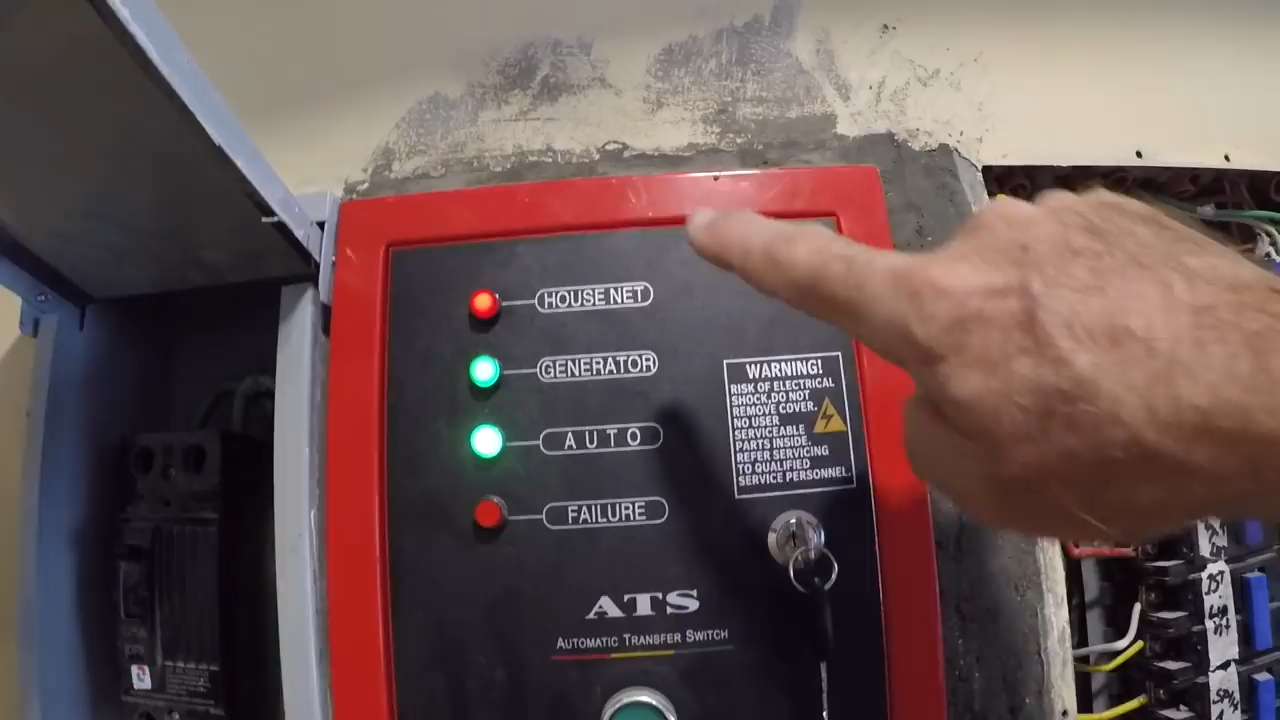 HOUSE NET
GENERATOR
AUTO
FAILURE
WARNING!
RISK OF ELECTRICAL
SHOCK,DO NOT
REMOVE COVER.
NO USER
SERVICEABLE
PARTS INSIDE.
REFER SERVICING
TO QUALIFIED
SERVICE PERSONNEL.
ATS
AUTOMATIC TRANSFER SWITCH